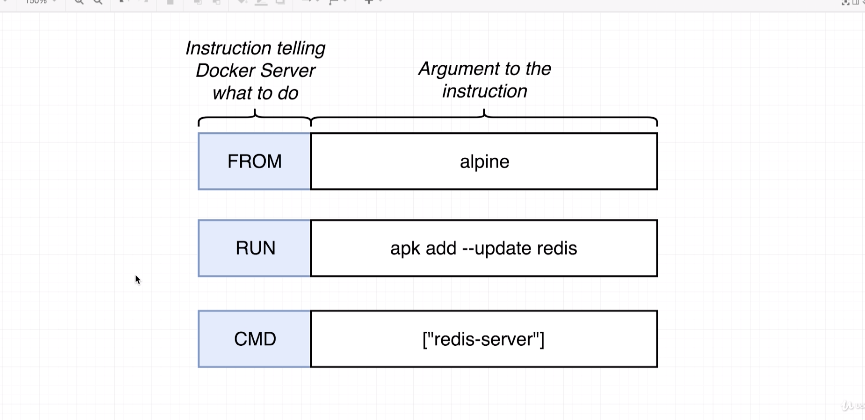 Instruction telling
Docker Server
what to do
Argument to the
instruction
FROM
alpine
RUN
apk add --update redis
CMD
["redis-server"]